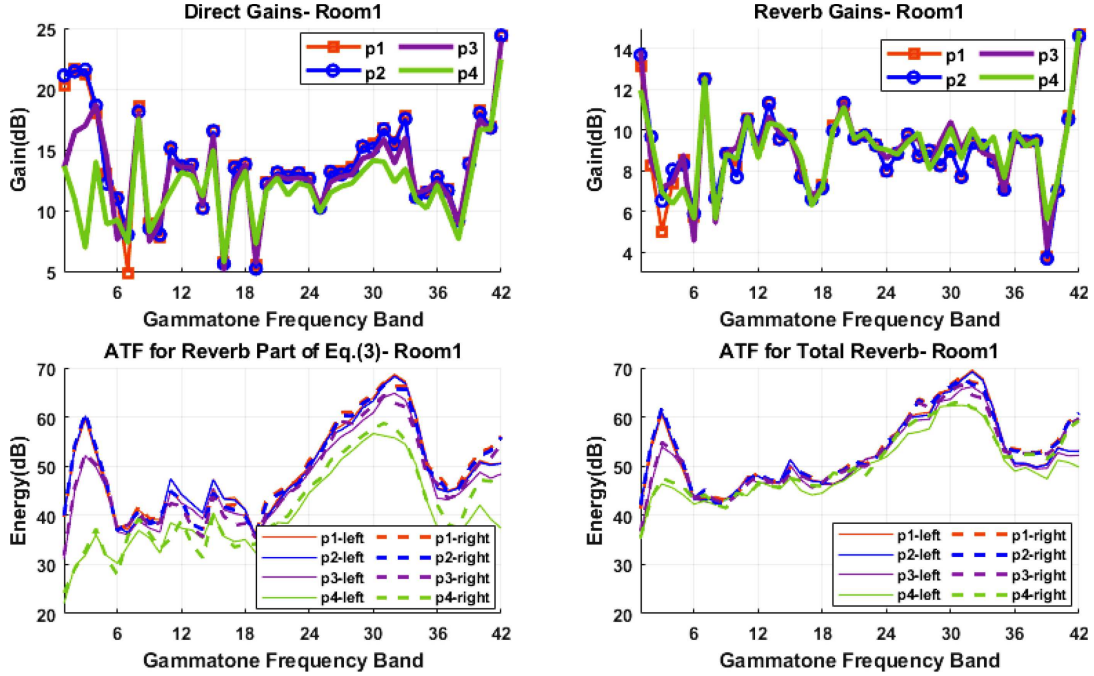 Direct Gains- Room1
Gain(dB)
25
20
15
10
5
p1
p3
p2
p4
6 12 18 24 30 36 42
Gammatone Frequency Band
Reverb Gains- Room1
Gain(dB)
14
12
10
8
6
4
p1
p3
p2
p4
6 12 18 24 30 36 42
Gammatone Frequency Band
ATF for Reverb Part of Eq.(3)- Room1
Energy(dB)
70
60
50
40
30
20
p1-left
p1-right
p2-left
p2-right
p3-left
p3-right
p4-left
p4-right
6 12 18 24 30 36 42
Gammatone Frequency Band
ATF for Total Reverb- Room1
Energy(dB)
70
60
50
40
30
20
p1-left
p1-right
p2-left
p2-right
p3-left
p3-right
p4-left
p4-right
6 12 18 24 30 36 42
Gammatone Frequency Band